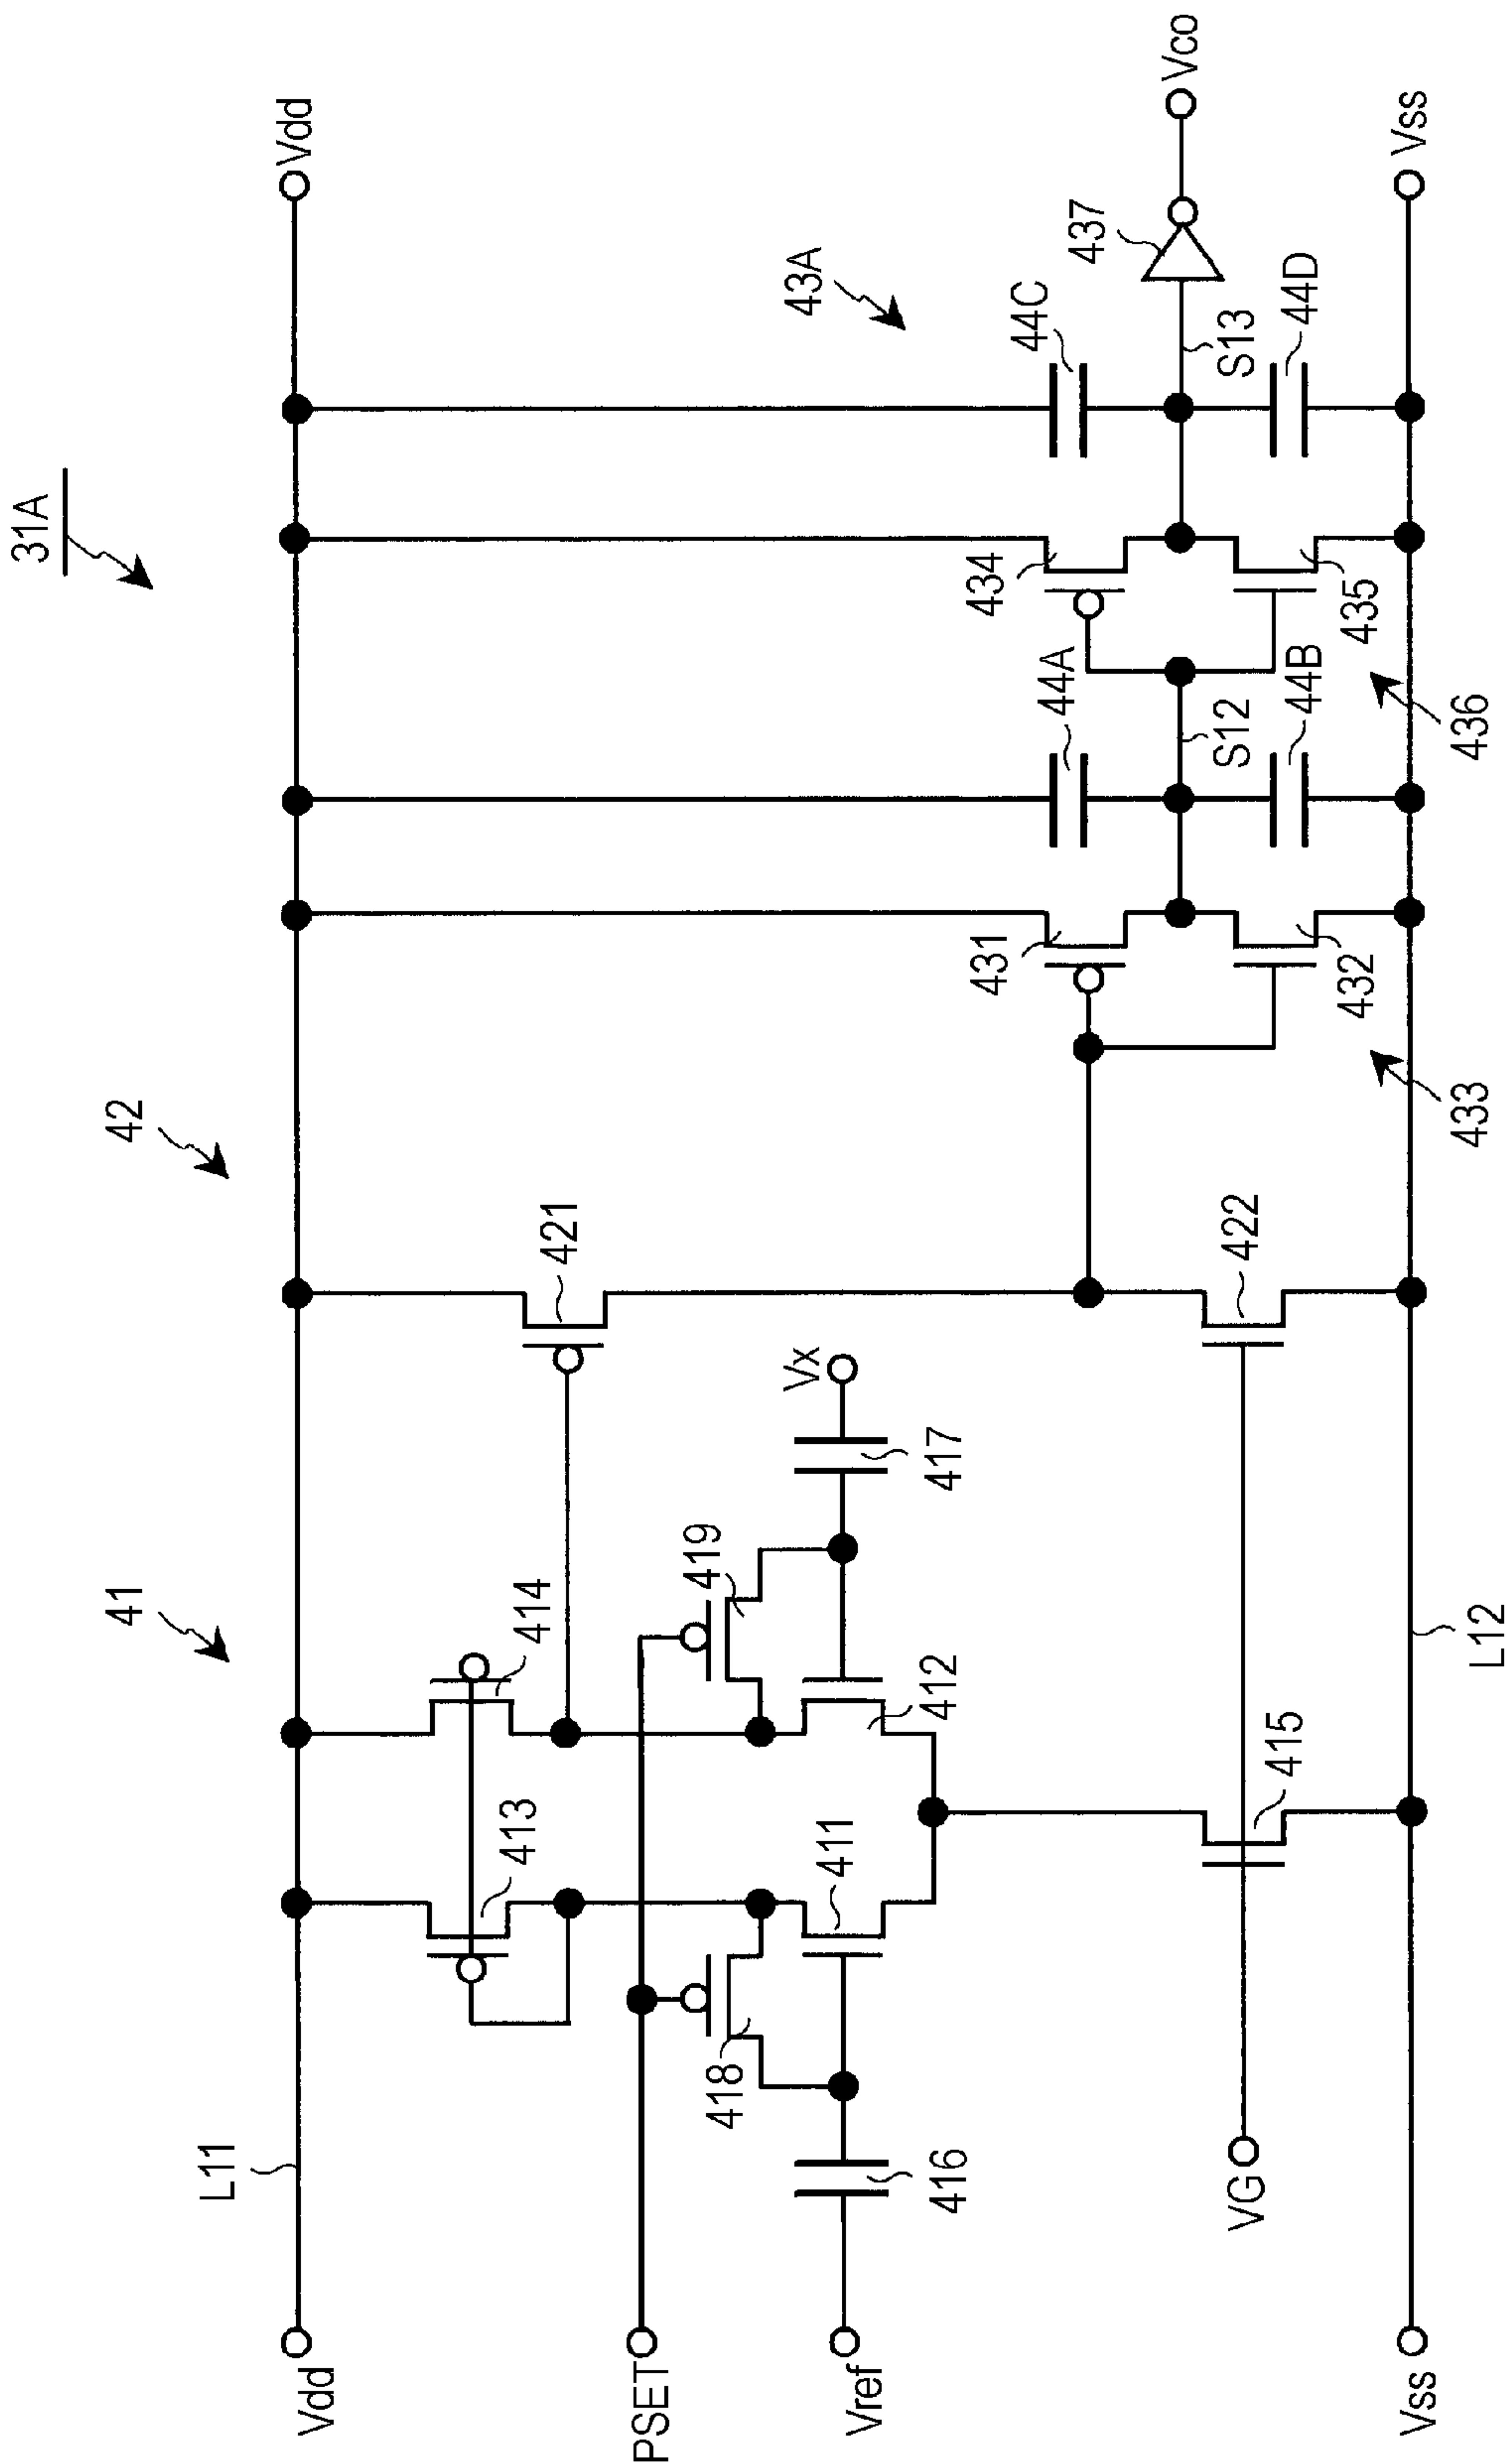 31A
41
42
43A
L11
Vdd
Vdd
413
414
421
PSET
418
419
Vref
416
411
412
417
Vx
VG
415
422
431
432
433
44A
S12
44B
434
435
436
44C
S13
44D
437
Vco
Vss
L12
Vss